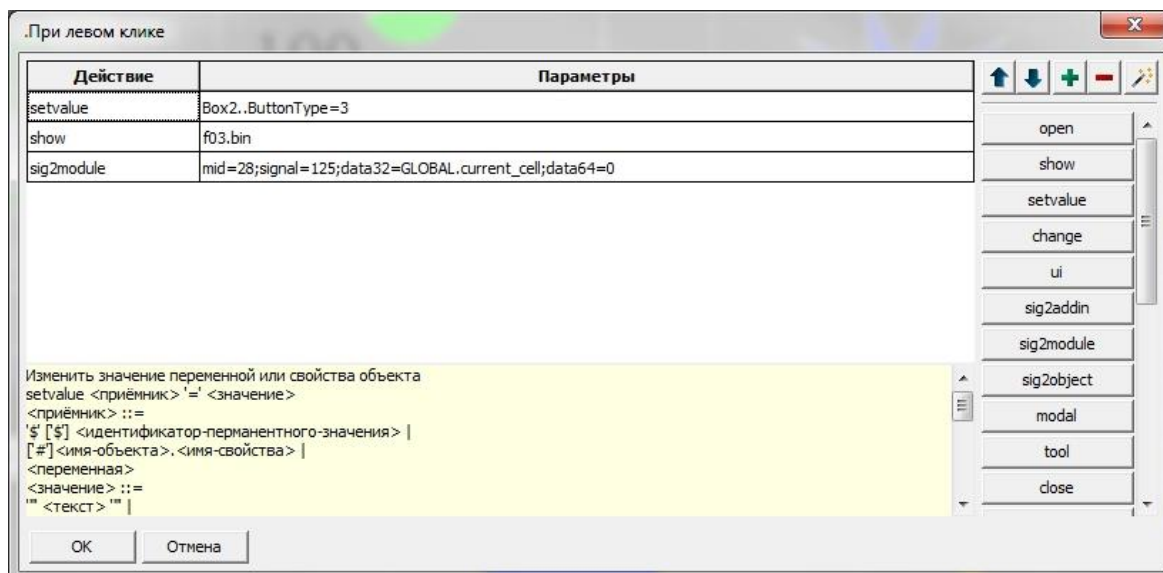 .При левом клике
Действие Параметры
setvalue Box2..ButtonType=3
show f03.bin
sig2module mid=28;signal=125;data32=GLOBAL.current_cell;data64=0
open
show
setvalue
change
ui
sig2addin
sig2module
sig2object
modal
tool
close
Изменить значение переменной или свойства объекта
setvalue <приёмник> '=' <значение>
<приёмник> ::=
'$' ['$'] <идентификатор-перманентного-значения> |
['#']<имя-объекта>.<имя-свойства> |
<переменная>
<значение> ::=
'"' <текст> '"' |
OK Отмена